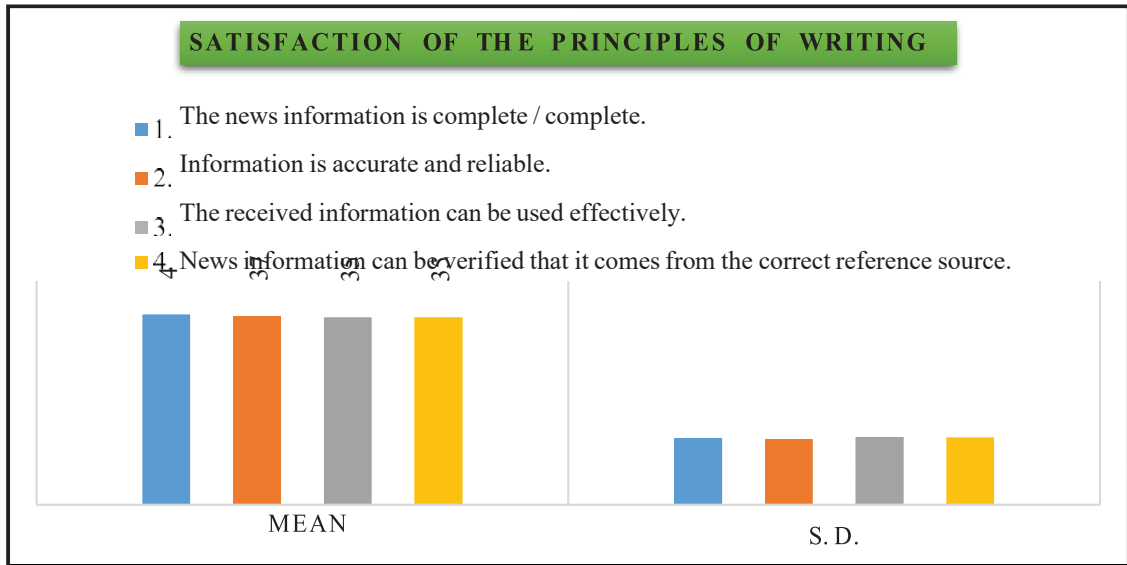 SATISFACTION OF THE PRINCIPLES OF WRITING
1. The news information is complete / complete.
2. Information is accurate and reliable.
3. The received information can be used effectively.
4. News information can be verified that it comes from the correct reference source.
MEAN
S. D.